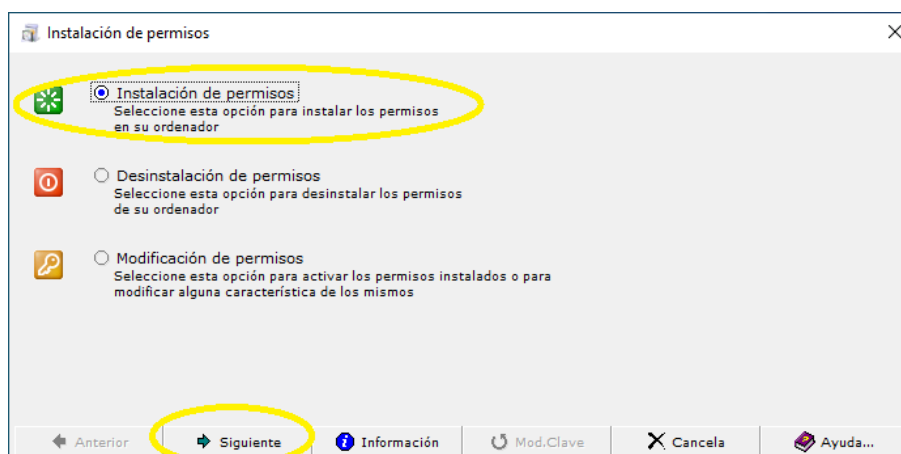 Instalación de permisos
Instalación de permisos
Seleccione esta opción para instalar los permisos
en su ordenador
Desinstalación de permisos
Seleccione esta opción para desinstalar los permisos
de su ordenador
Modificación de permisos
Seleccione esta opción para activar los permisos instalados o para
modificar alguna característica de los mismos
Anterior Siguiente Información Mod.Clave Cancela Ayuda...